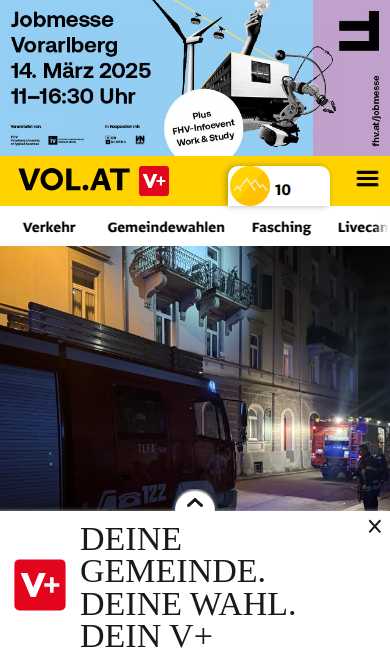 Jobmesse
Vorarlberg
14. März 2025
11–16:30 Uhr
Plus
FHV-Infoevent
Work & Study
fhv.at/jobmesse
VOL.AT V+
10
Verkehr Gemeindewahlen Fasching Livecam
122
V+
DEINE
GEMEINDE.
DEINE WAHL.
DEIN V+